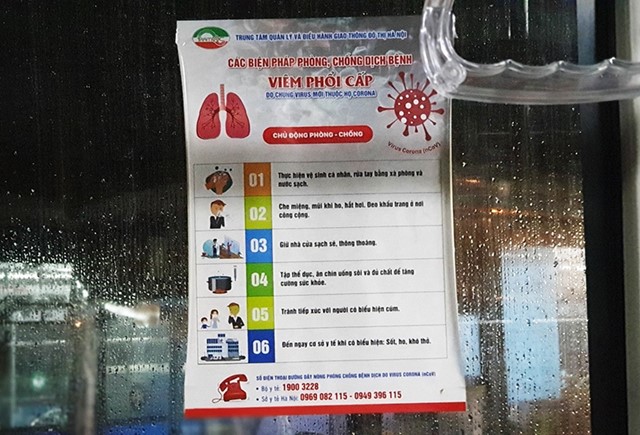 TRUNG TÂM QUẢN LÝ VÀ ĐIỀU HÀNH GIAO THÔNG ĐÔ THỊ HÀ NỘI
CÁC BIỆN PHÁP PHÒNG, CHỐNG DỊCH BỆNH
VIÊM PHỔI CẤP
DO CHỦNG VIRUS MỚI THUỘC HỌ CORONA
CHỦ ĐỘNG PHÒNG - CHỐNG
Virus Corona (nCoV)
01
Thực hiện vệ sinh cá nhân, rửa tay bằng xà phòng và
nước sạch.
02
Che miệng, mũi khi ho, hắt hơi. Đeo khẩu trang ở nơi
công cộng.
03
Giữ nhà cửa sạch sẽ, thông thoáng.
04
Tập thể dục, ăn chín uống sôi và đủ chất để tăng
cường sức khỏe.
05
Tránh tiếp xúc với người có biểu hiện cúm.
06
Đến ngay cơ sở y tế khi có biểu hiện: Sốt, ho, khó thở.
SỐ ĐIỆN THOẠI ĐƯỜNG DÂY NÓNG PHÒNG CHỐNG BỆNH DỊCH DO VIRUS CORONA (nCoV)
• Bộ y tế: 1900 3228
• Sở y tế Hà Nội: 0969 082 115 - 0949 396 115